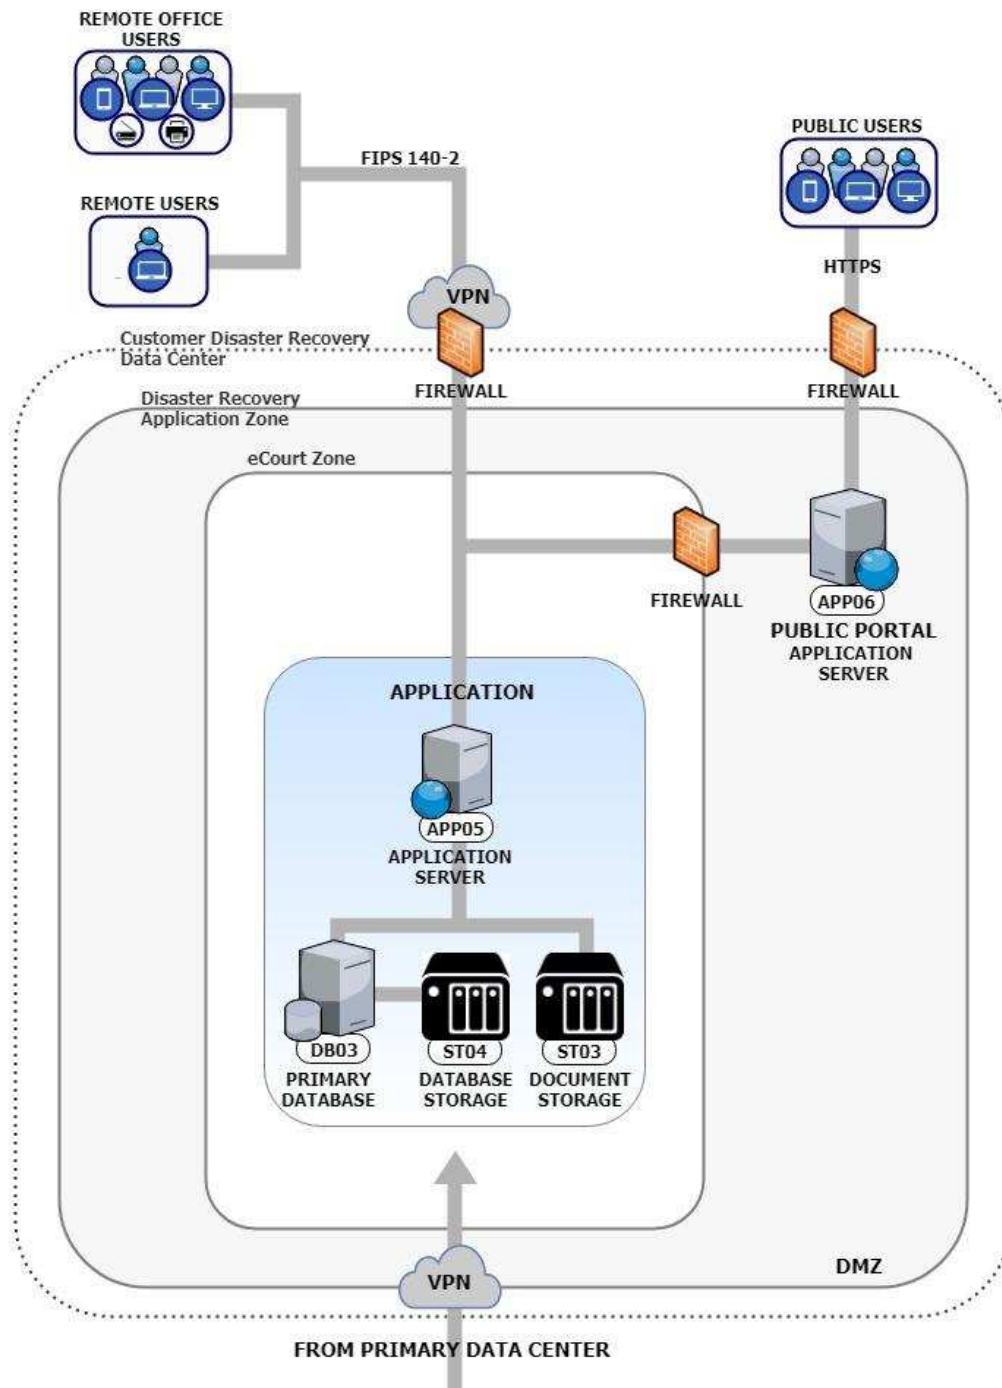 REMOTE OFFICE
USERS
PUBLIC USERS
FIPS 140-2
REMOTE USERS
HTTPS
VPN
Customer Disaster Recovery
Data Center
FIREWALL
FIREWALL
Disaster Recovery
Application Zone
eCourt Zone
FIREWALL
APP06
PUBLIC PORTAL
APPLICATION
SERVER
APPLICATION
APP05
APPLICATION
SERVER
DB03
ST04
ST03
PRIMARY
DATABASE
DATABASE
STORAGE
DOCUMENT
STORAGE
DMZ
VPN
FROM PRIMARY DATA CENTER